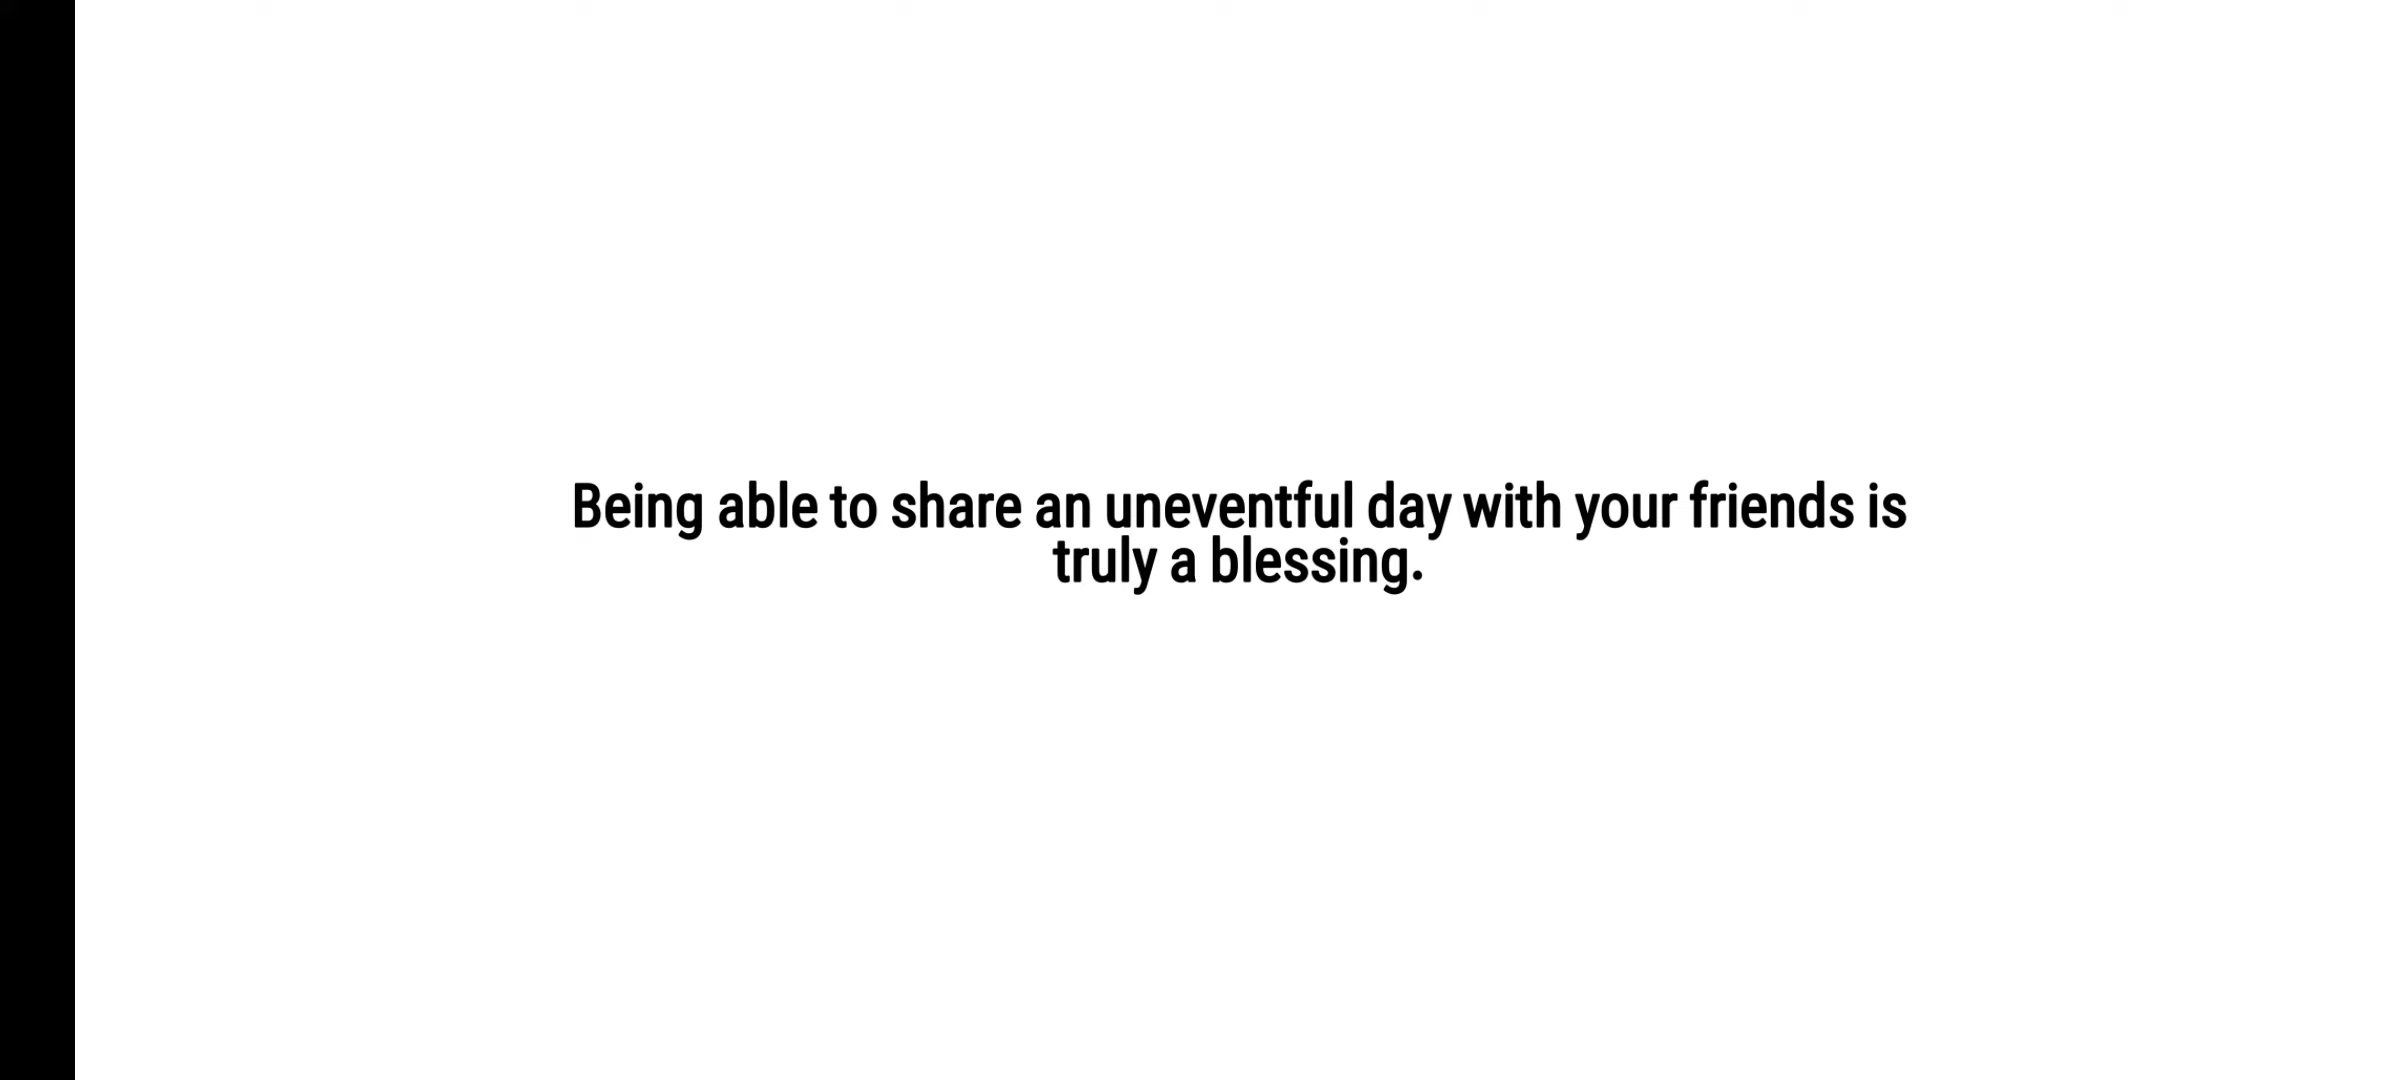 Being able to share an uneventful day with your friends is
truly a blessing.